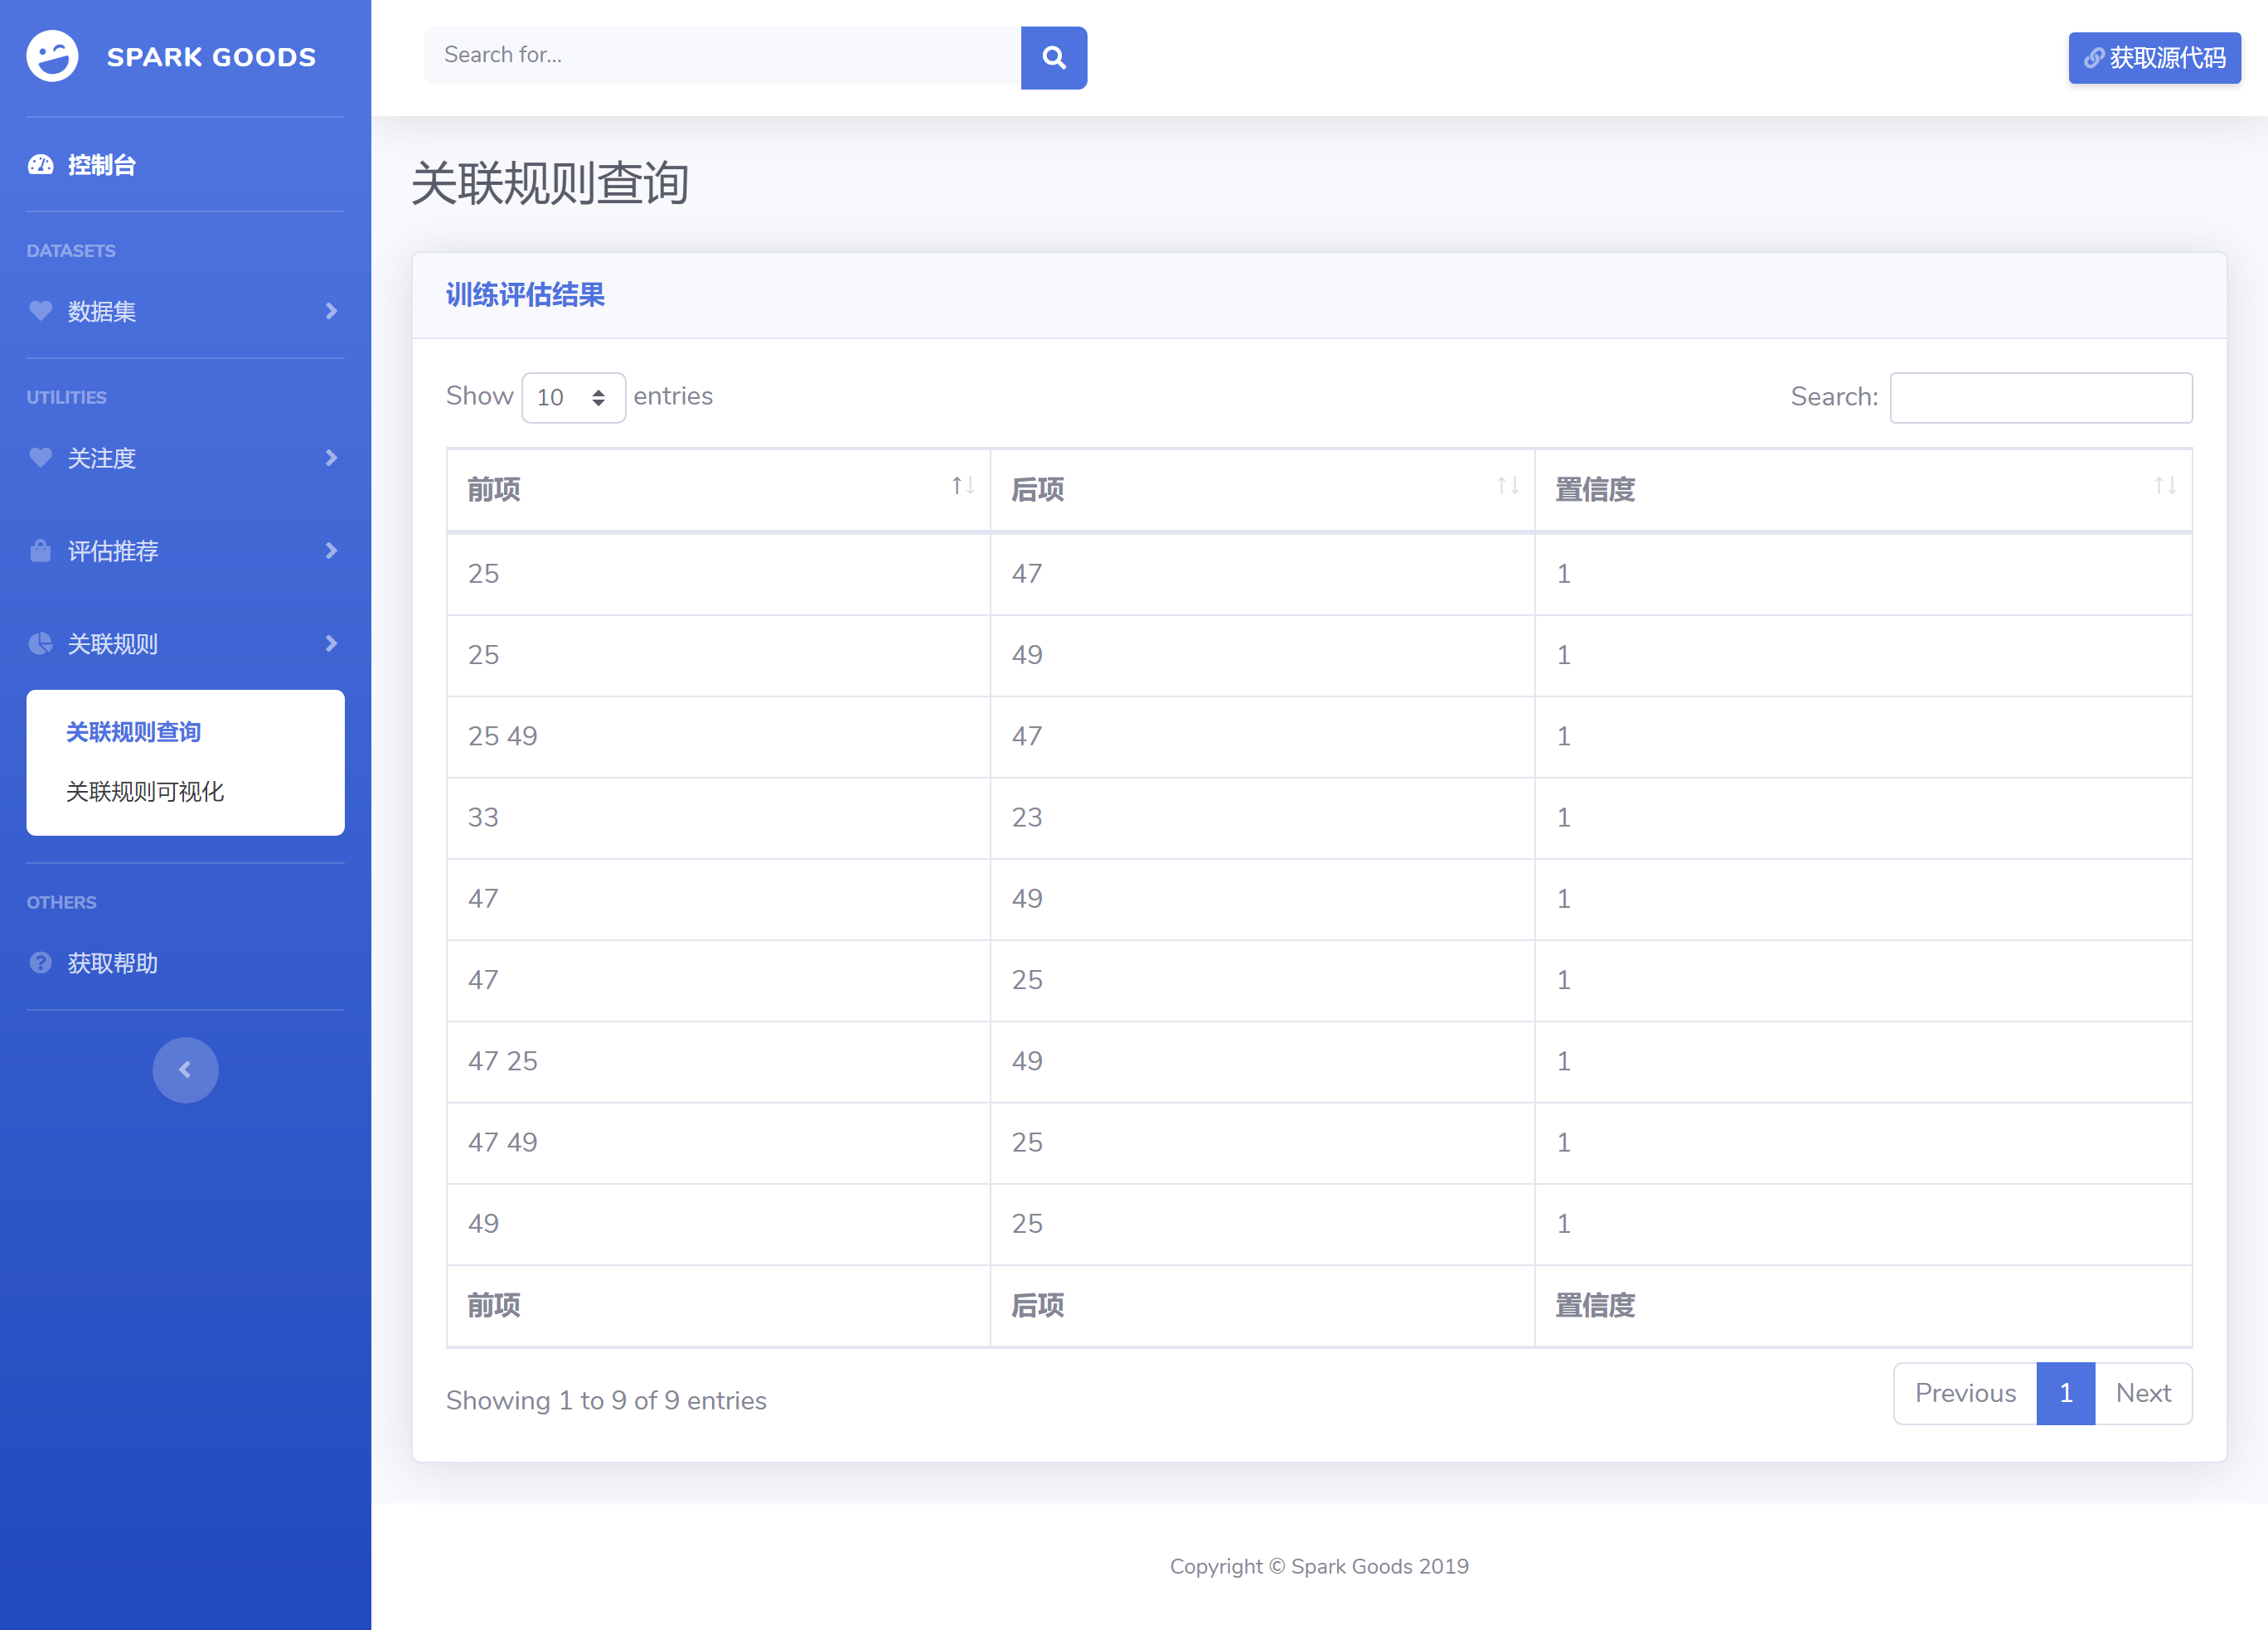 SPARK GOODS
控制台
DATASETS
数据集
UTILITIES
关注度
评估推荐
关联规则
关联规则查询
关联规则可视化
OTHERS
获取帮助
Search for...
获取源代码
关联规则查询
训练评估结果
Show 10 entries
Search:
前项 后项 置信度
25 47 1
25 49 1
25 49 47 1
33 23 1
47 49 1
47 25 1
47 25 49 1
47 49 25 1
49 25 1
前项 后项 置信度
Showing 1 to 9 of 9 entries
Previous 1 Next
Copyright © Spark Goods 2019